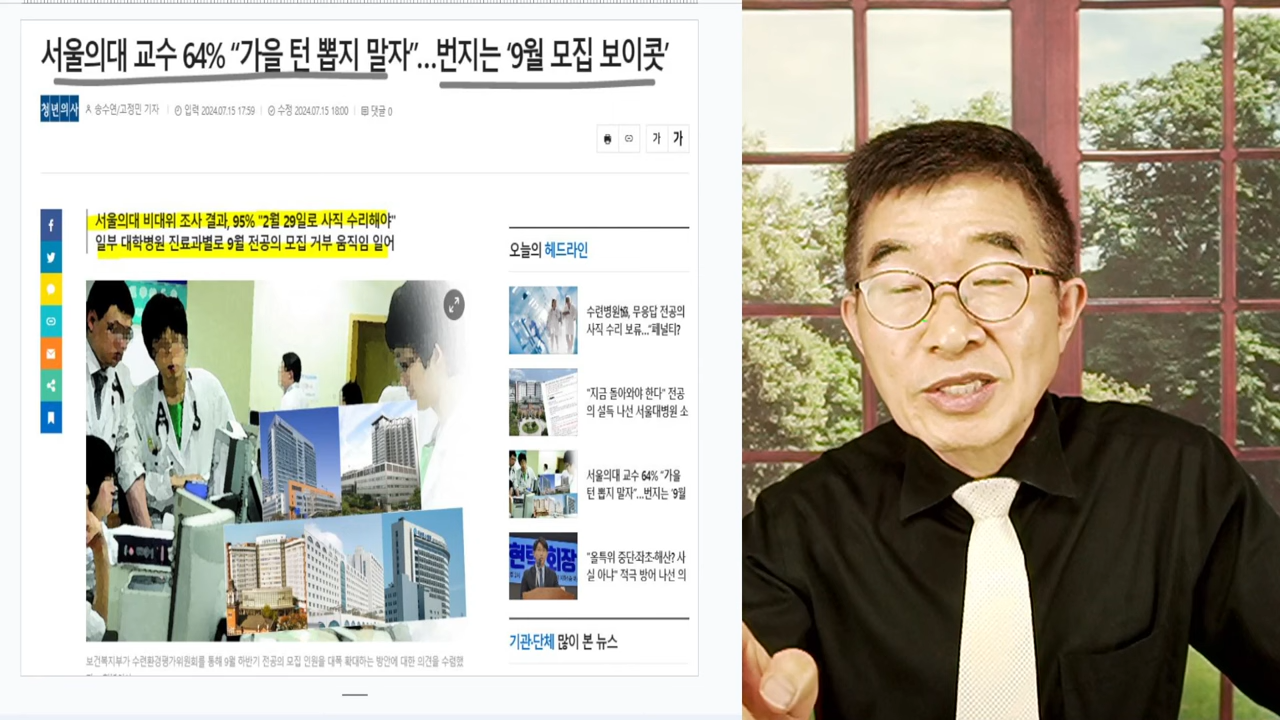 서울의대 교수 64% “가을 턴 뽑지 말자”…번지는 ‘9월 모집 보이콧’
청년의사 송수연/고정민 기자 입력 2024.07.15 17:59 수정 2024.07.15 18:00 댓글 0
가 가
서울의대 비대위 조사 결과, 95% "2월 29일로 사직 수리해야"
일부 대학병원 진료과별로 9월 전공의 모집 거부 움직임 일어
오늘의 헤드라인
수련병원協, 무응답 전공의
사직 수리 보류…"페널티?
"지금 돌아와야 한다" 전공
의 설득 나선 서울대병원 소
서울의대 교수 64% “가을
턴 뽑지 말자”…번지는 ‘9월
회장
"올특위 중단·좌초·해산? 사
실 아냐" 적극 방어 나선 의
기관·단체 많이 본 뉴스
보건복지부가 수련환경평가위원회를 통해 9월 하반기 전공의 모집 인원을 대폭 확대하는 방안에 대한 의견을 수렴했